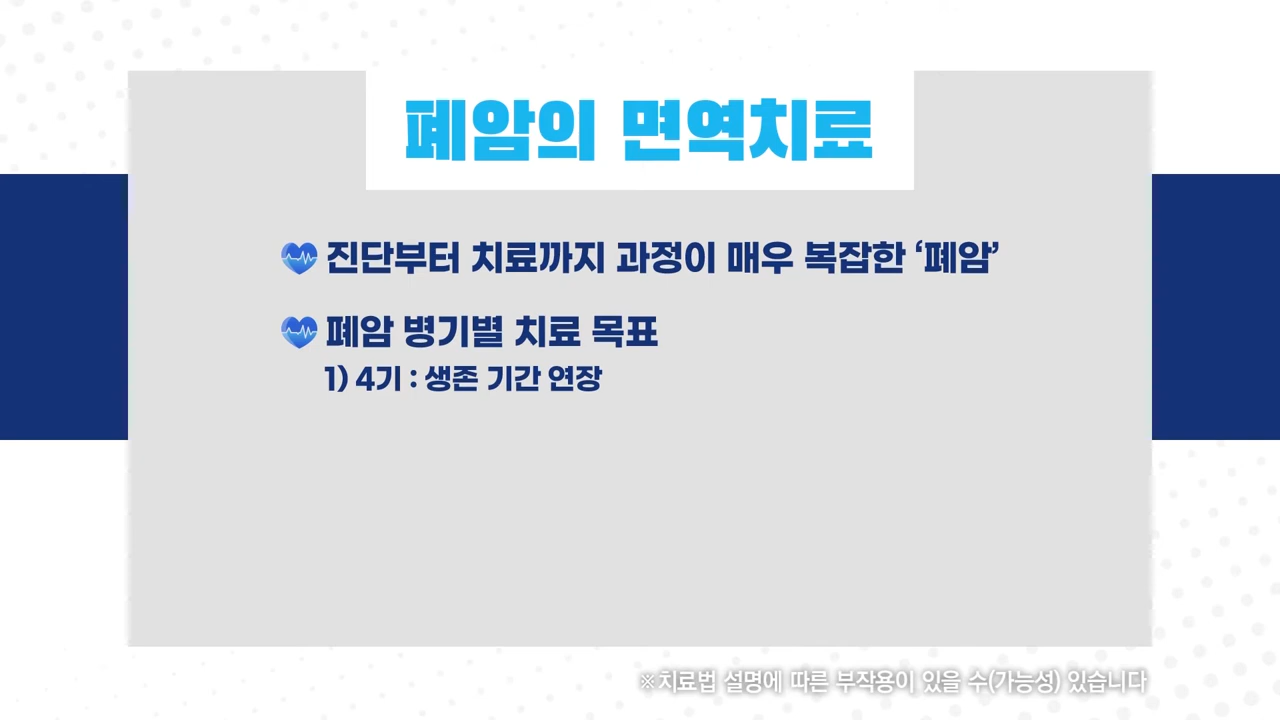 폐암의 면역치료
진단부터 치료까지 과정이 매우 복잡한 ‘폐암’
폐암 병기별 치료 목표
1) 4기 : 생존 기간 연장
※치료법 설명에 따른 부작용이 있을 수(가능성) 있습니다